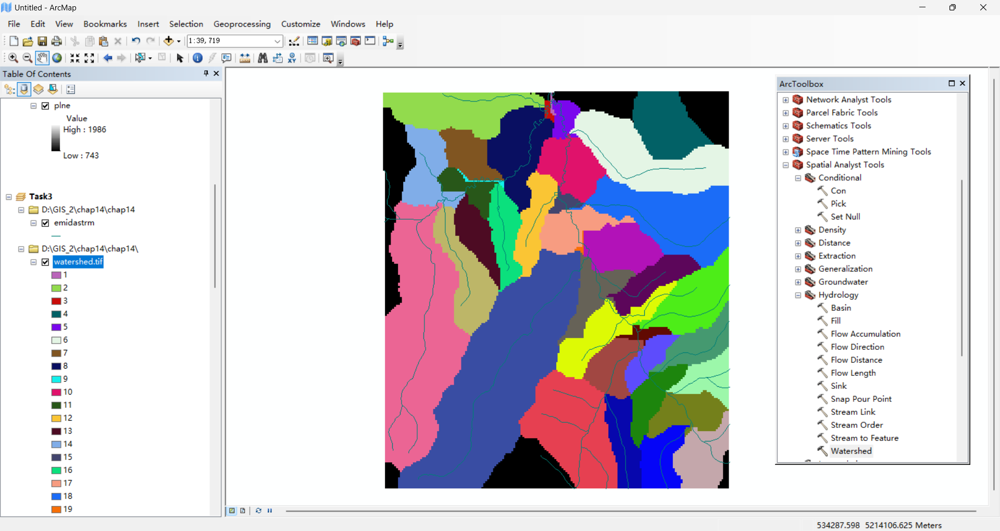 Untitled - ArcMap
File Edit View Bookmarks Insert Selection Geoprocessing Customize Windows Help
1:39,719
Table Of Contents
plne
Value
High : 1986
Low : 743
Task3
D:\GIS_2\chap14\chap14
emidastrm
D:\GIS_2\chap14\chap14\
watershed.tif
1
2
3
4
5
6
7
8
9
10
11
12
13
14
15
16
17
18
19
ArcToolbox
Network Analyst Tools
Parcel Fabric Tools
Schematics Tools
Server Tools
Space Time Pattern Mining Tools
Spatial Analyst Tools
Conditional
Con
Pick
Set Null
Density
Distance
Extraction
Generalization
Groundwater
Hydrology
Basin
Fill
Flow Accumulation
Flow Direction
Flow Distance
Flow Length
Sink
Snap Pour Point
Stream Link
Stream Order
Stream to Feature
Watershed
534287.598 5214106.625 Meters